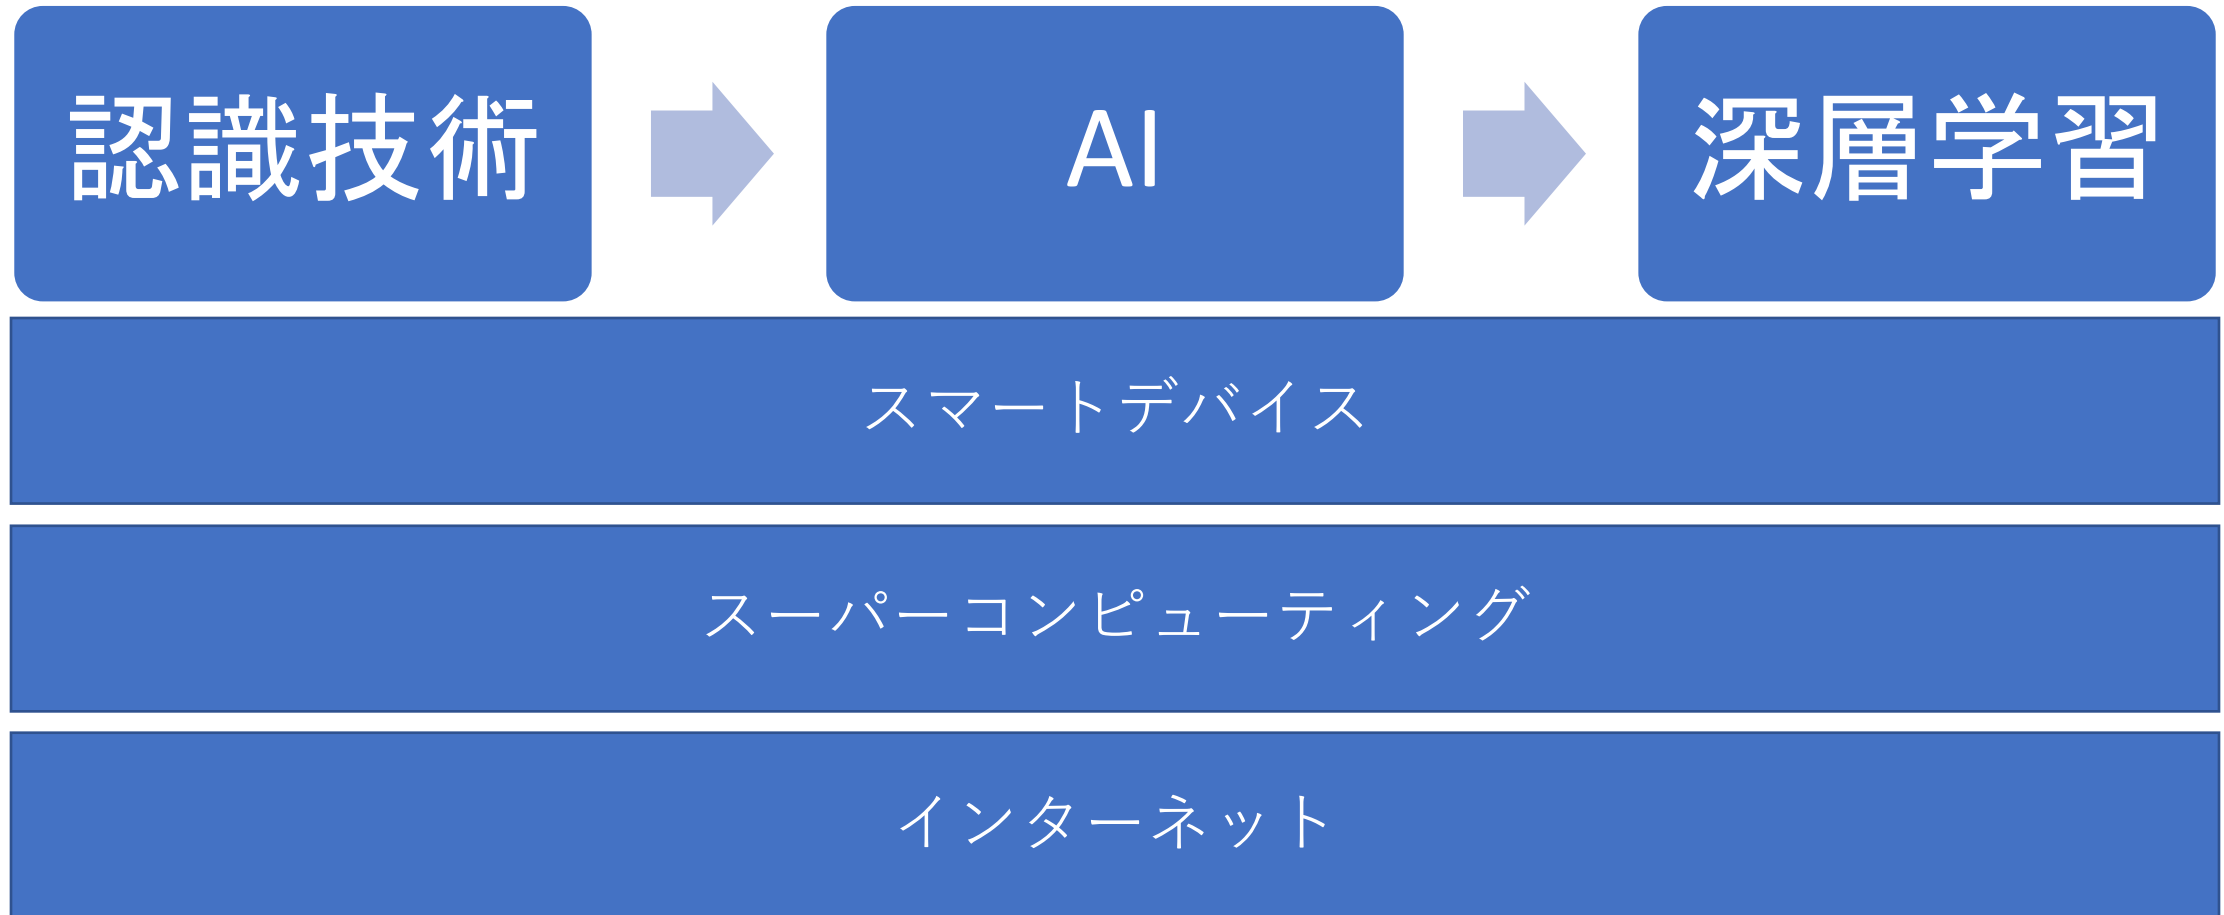 認識技術
AI
深層学習
スマートデバイス
スーパーコンピューティング
インターネット